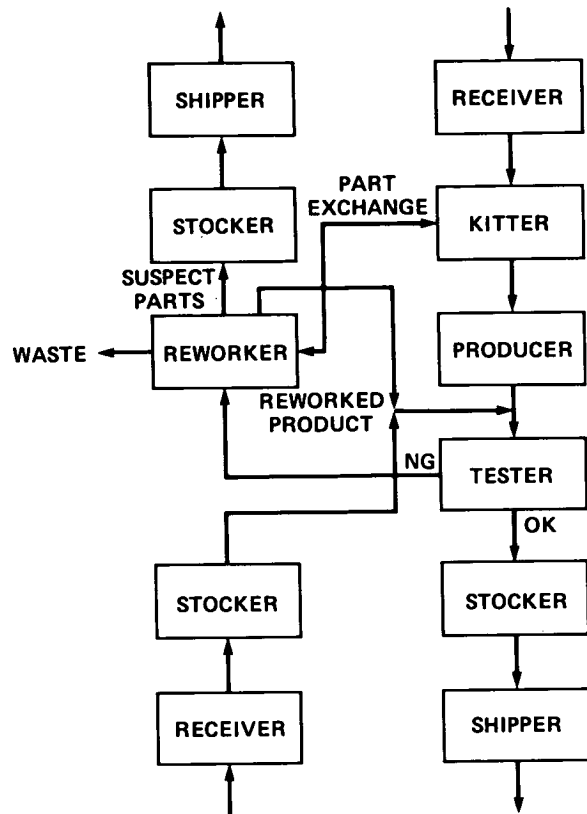 SHIPPER
RECEIVER
PART
EXCHANGE
STOCKER
KITTER
SUSPECT
PARTS
WASTE
REWORKER
PRODUCER
REWORKED
PRODUCT
NG
TESTER
OK
STOCKER
STOCKER
RECEIVER
SHIPPER